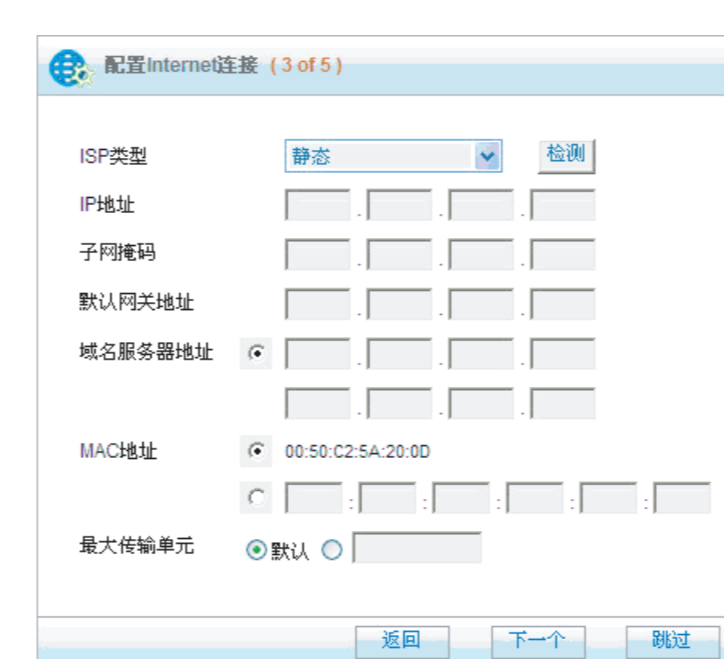 配置Internet连接 (3 of 5)
ISP类型 静态 检测
IP地址 . . .
子网掩码 . . .
默认网关地址 . . .
域名服务器地址 . . .
. . .
MAC地址 00:50:C2:5A:20:0D
: : : : :
最大传输单元 默认
返回 下一个 跳过